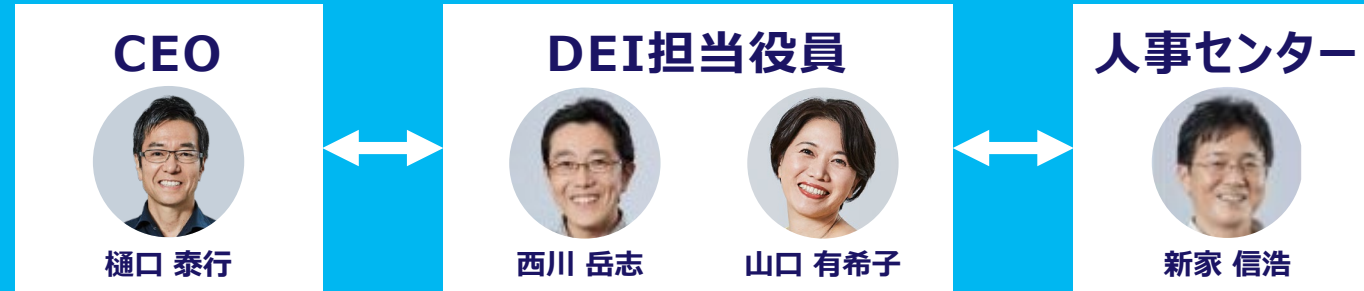 CEO
DEI担当役員
人事センター
樋口 泰行
西川 岳志
山口 有希子
新家 信浩